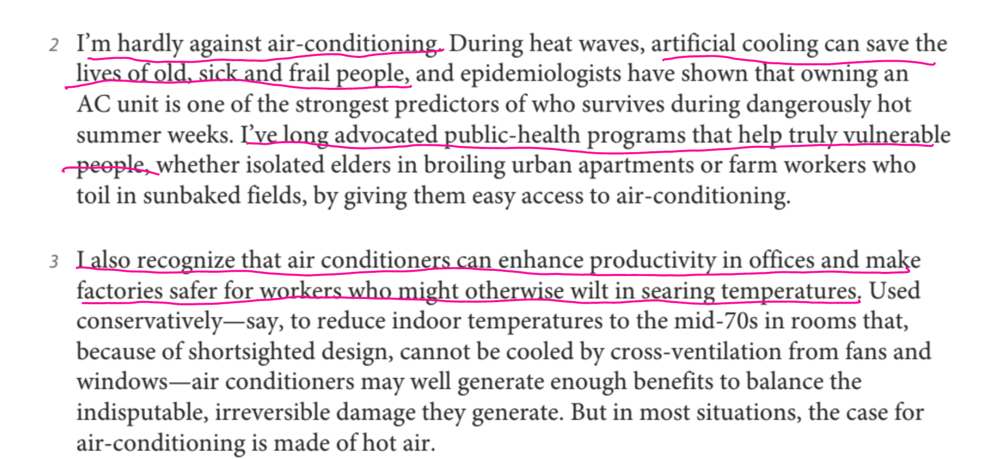 2 I’m hardly against air-conditioning. During heat waves, artificial cooling can save the
lives of old, sick and frail people, and epidemiologists have shown that owning an
AC unit is one of the strongest predictors of who survives during dangerously hot
summer weeks. I’ve long advocated public-health programs that help truly vulnerable
people, whether isolated elders in broiling urban apartments or farm workers who
toil in sunbaked fields, by giving them easy access to air-conditioning.
3 I also recognize that air conditioners can enhance productivity in offices and make
factories safer for workers who might otherwise wilt in searing temperatures. Used
conservatively—say, to reduce indoor temperatures to the mid-70s in rooms that,
because of shortsighted design, cannot be cooled by cross-ventilation from fans and
windows—air conditioners may well generate enough benefits to balance the
indisputable, irreversible damage they generate. But in most situations, the case for
air-conditioning is made of hot air.